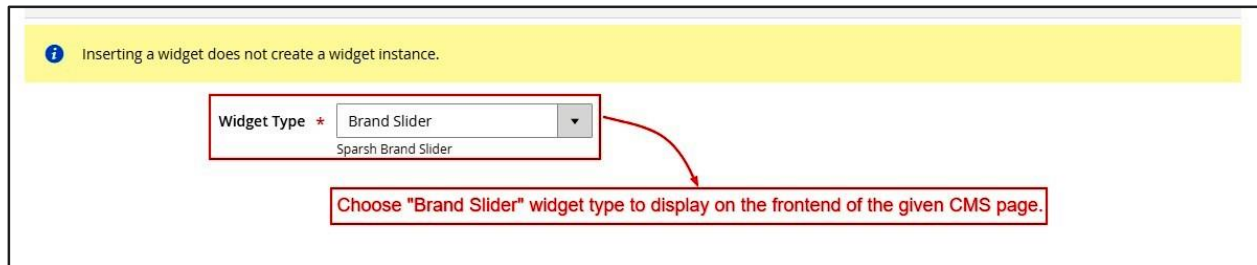 Inserting a widget does not create a widget instance.
Widget Type * Brand Slider
Sparsh Brand Slider
Choose "Brand Slider" widget type to display on the frontend of the given CMS page.